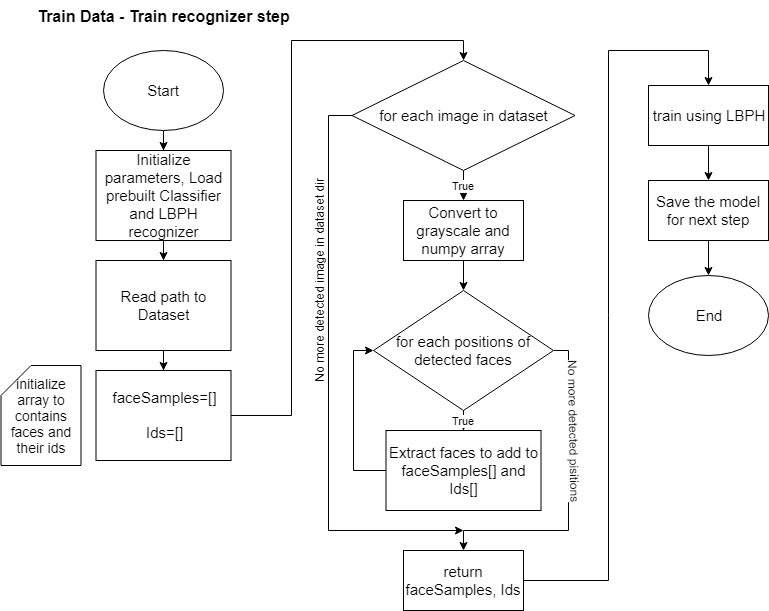 Train Data - Train recognizer step
Start
Initialize
parameters, Load
prebuilt Classifier
and LBPH
recognizer
Read path to
Dataset
Initialize
array to
contains
faces and
their ids
faceSamples=[]
Ids=[]
for each image in dataset
True
No more detected image in dataset dir
Convert to
grayscale and
numpy array
for each positions of
detected faces
True
No more detected pisitions
Extract faces to add to
faceSamples[] and
Ids[]
return
faceSamples, Ids
train using LBPH
Save the model
for next step
End